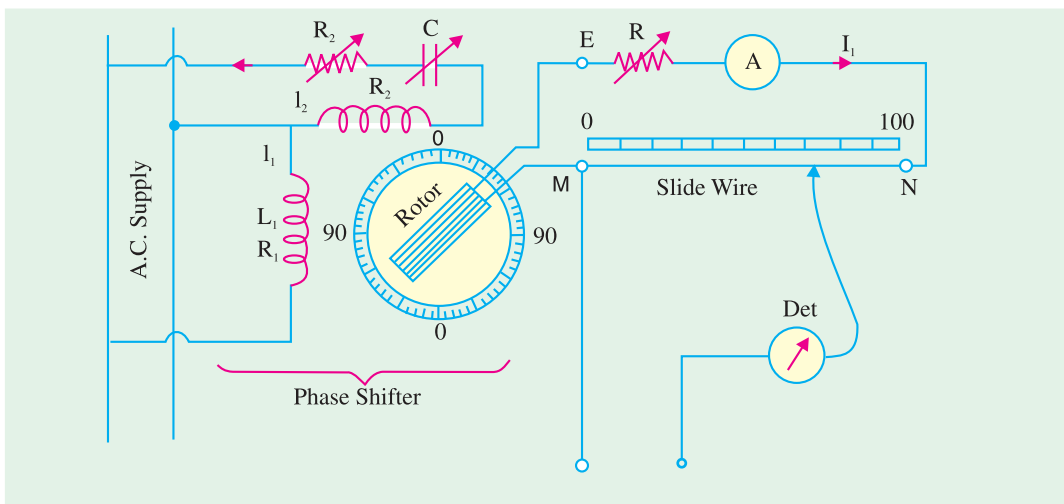 R₂
C
E
R
A
I₁
l₂
R₂
0
0
100
l₁
A.C. Supply
L₁
R₁
Rotor
90
90
M
Slide Wire
N
0
Det
Phase Shifter